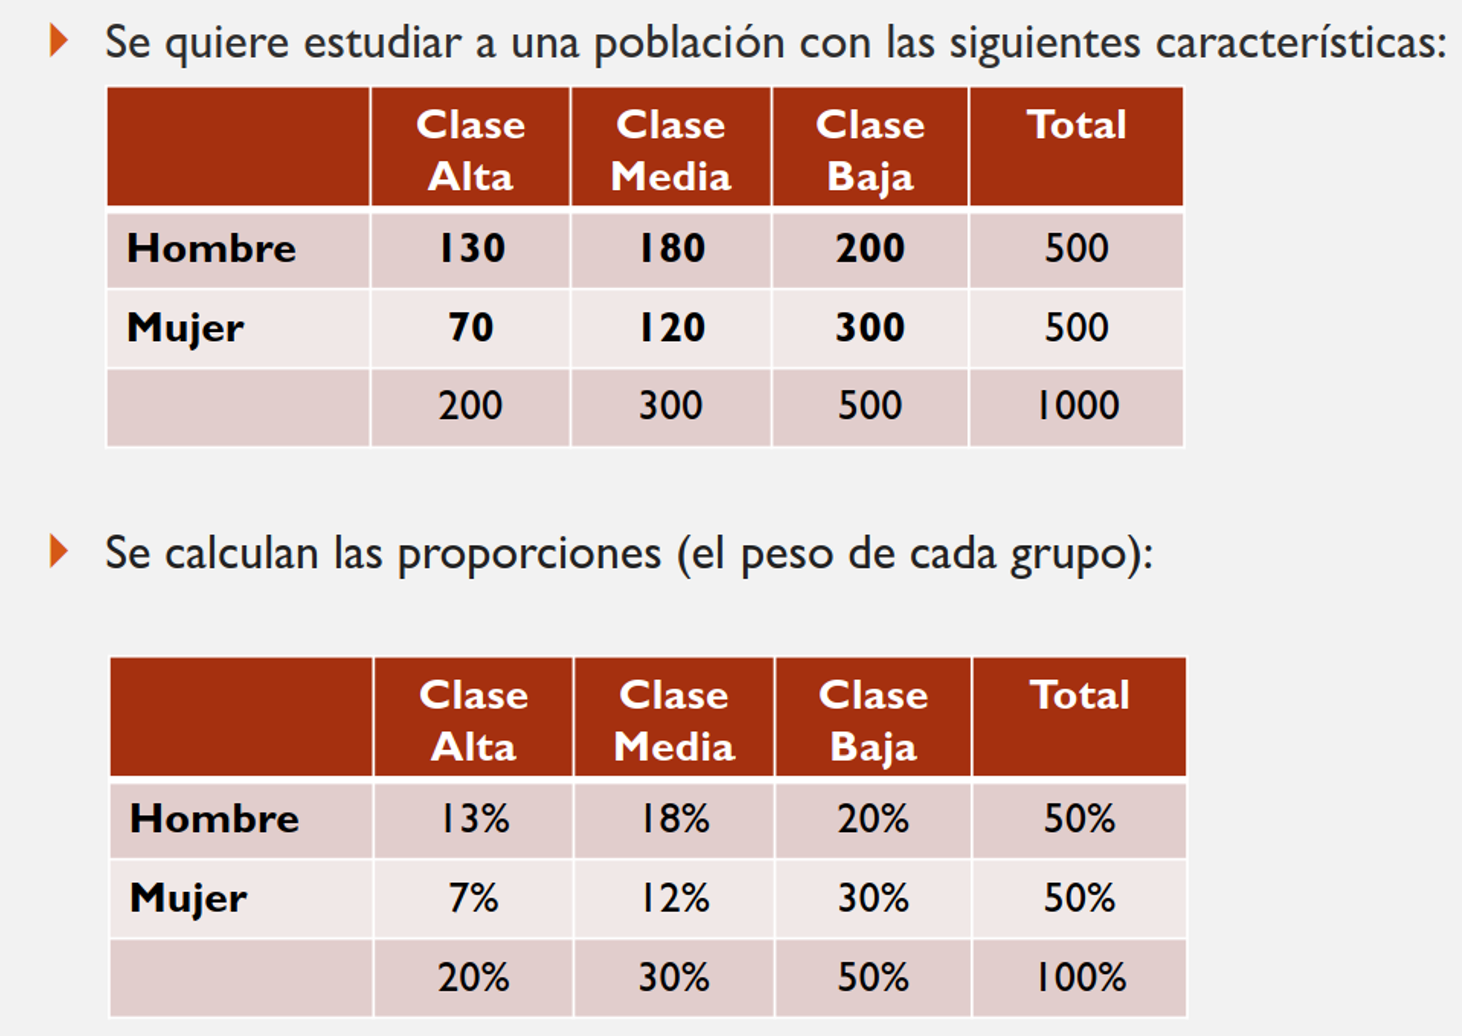 Se quiere estudiar a una población con las siguientes características:
Clase Alta Clase Media Clase Baja Total
Hombre 130 180 200 500
Mujer 70 120 300 500
200 300 500 1000
Se calculan las proporciones (el peso de cada grupo):
Clase Alta Clase Media Clase Baja Total
Hombre 13% 18% 20% 50%
Mujer 7% 12% 30% 50%
20% 30% 50% 100%